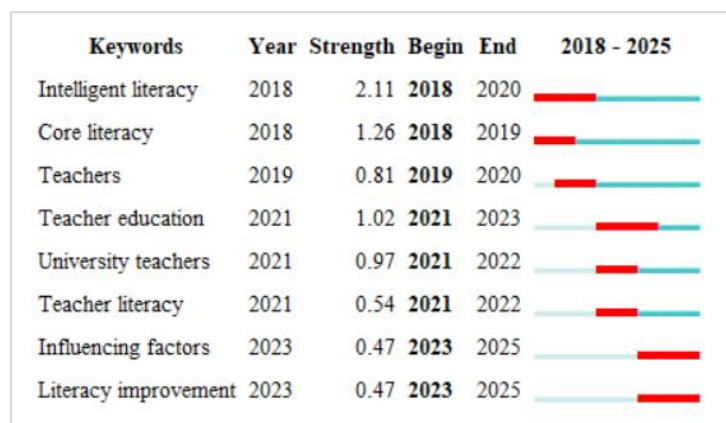 Keywords Year Strength Begin End 2018 - 2025
Intelligent literacy 2018 2.11 2018 2020
Core literacy 2018 1.26 2018 2019
Teachers 2019 0.81 2019 2020
Teacher education 2021 1.02 2021 2023
University teachers 2021 0.97 2021 2022
Teacher literacy 2021 0.54 2021 2022
Influencing factors 2023 0.47 2023 2025
Literacy improvement 2023 0.47 2023 2025